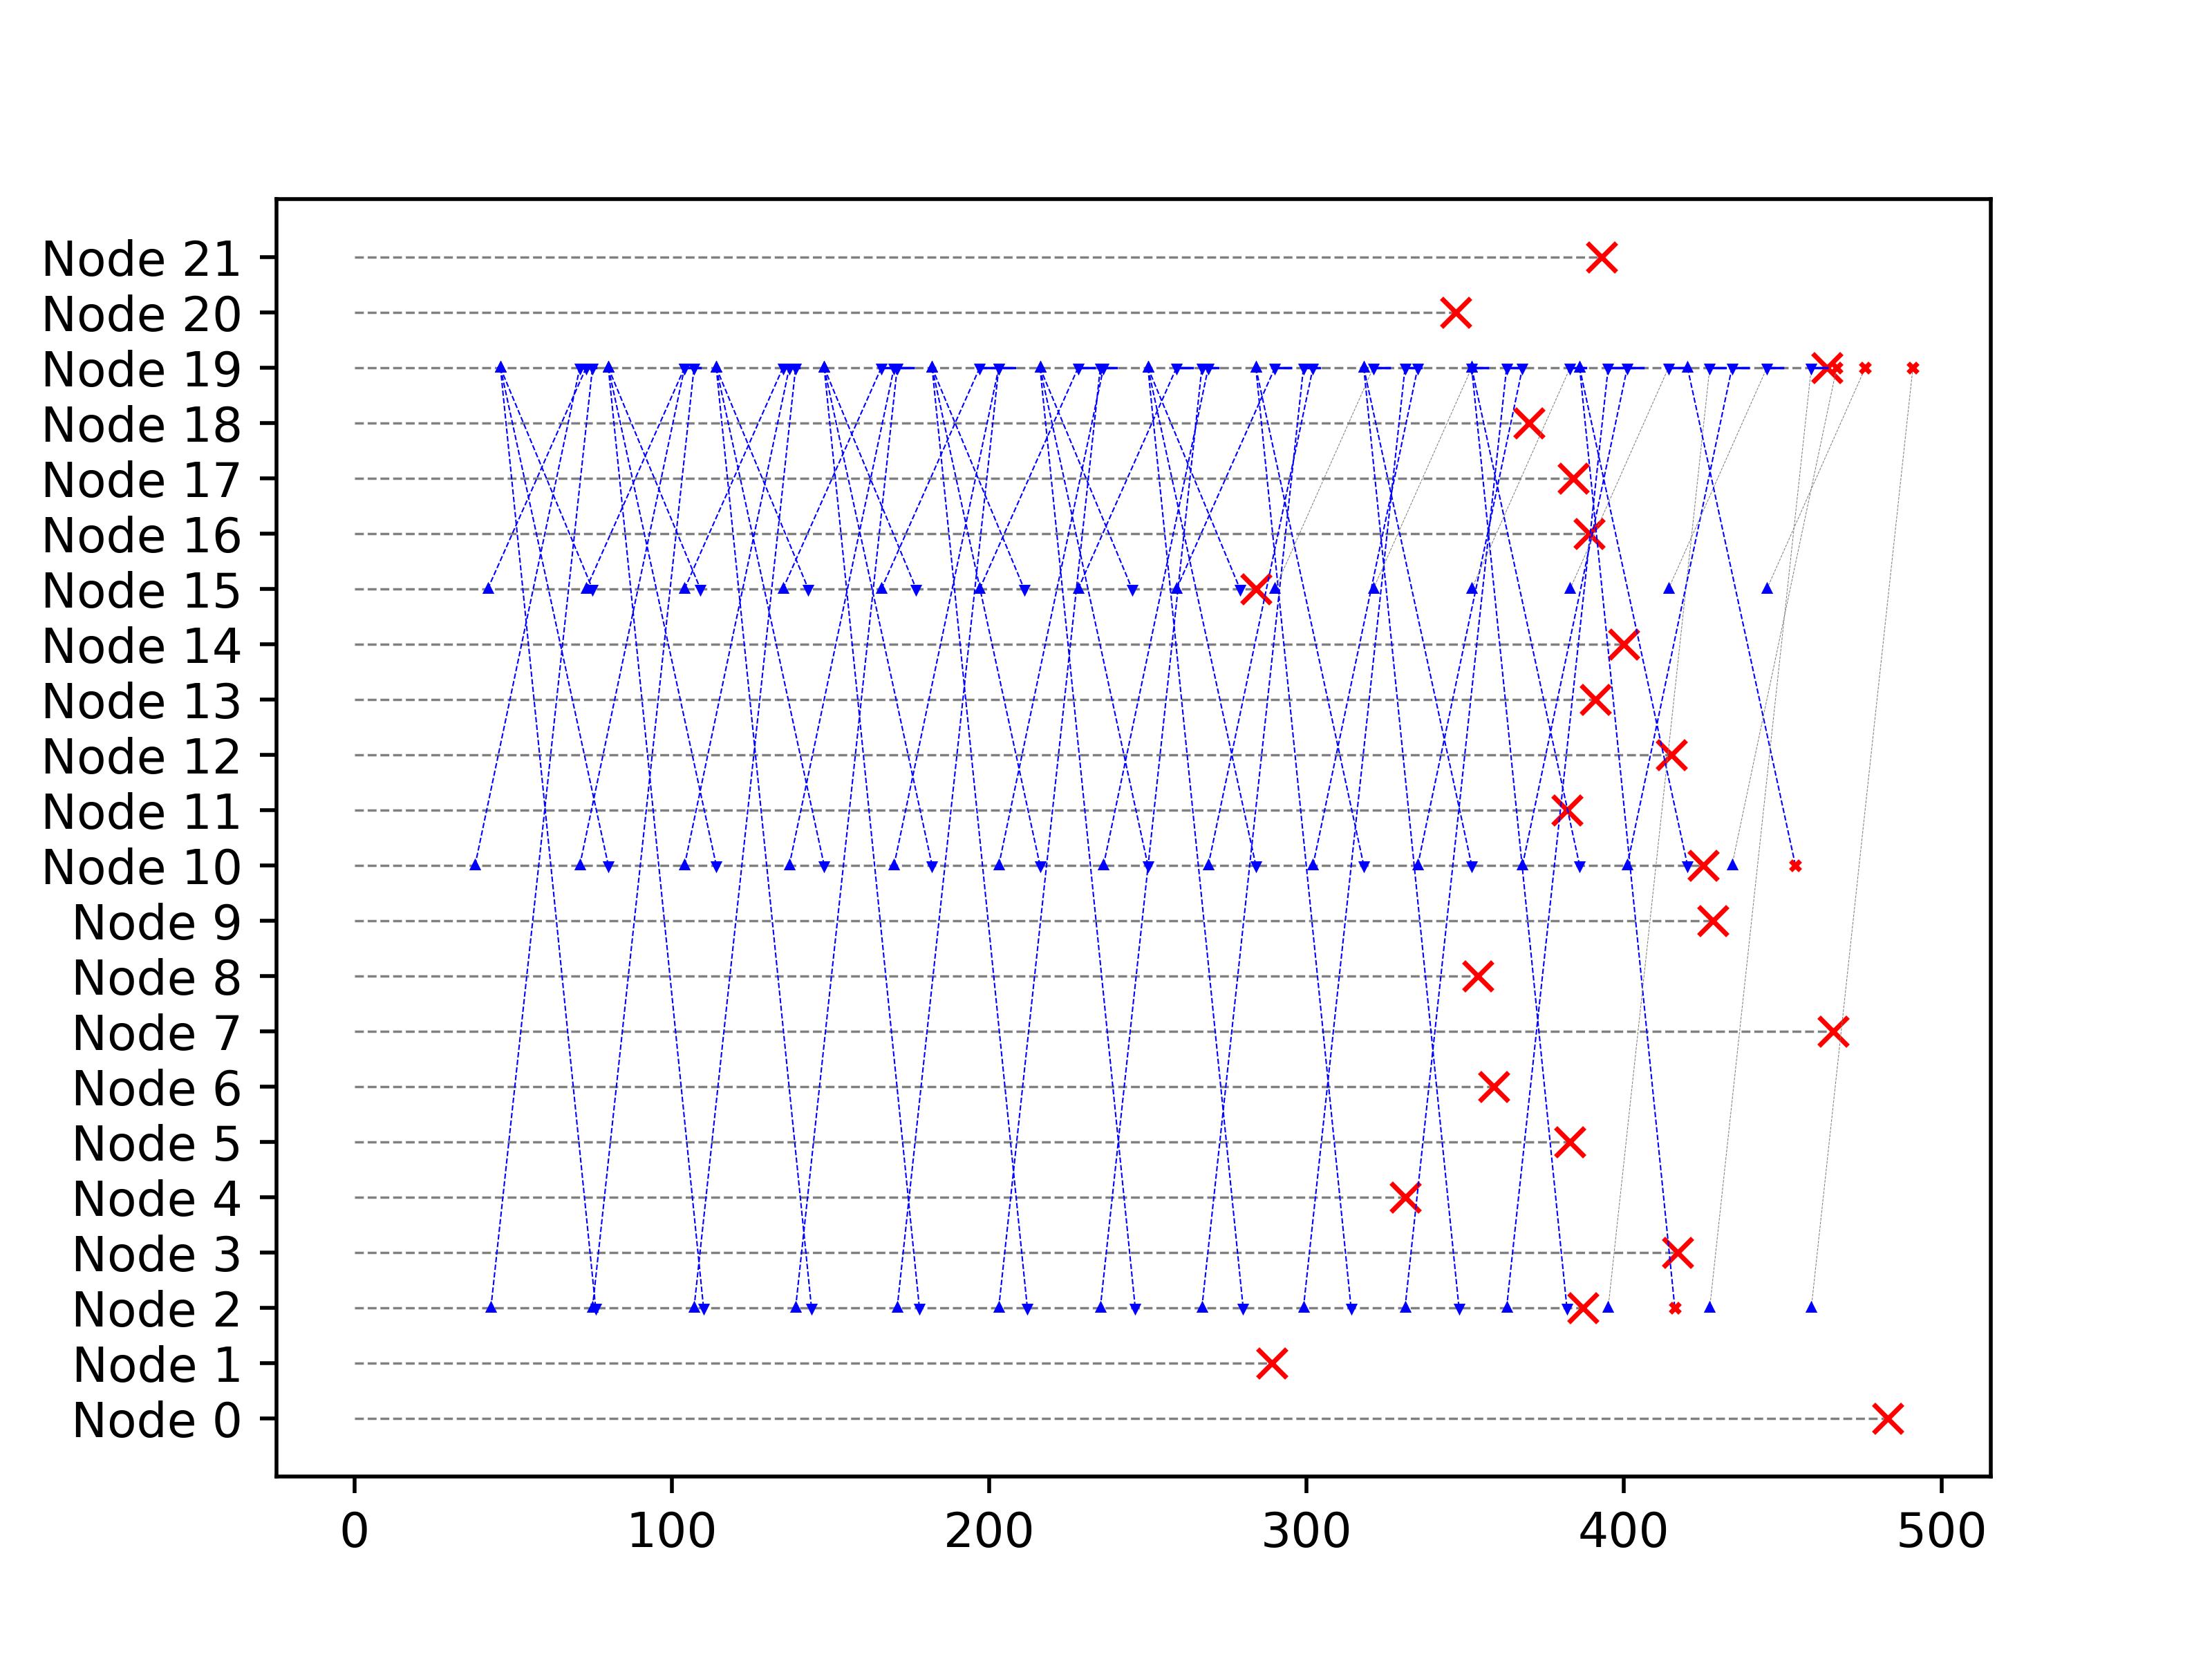 Node 21
Node 20
Node 19
Node 18
Node 17
Node 16
Node 15
Node 14
Node 13
Node 12
Node 11
Node 10
Node 9
Node 8
Node 7
Node 6
Node 5
Node 4
Node 3
Node 2
Node 1
Node 0
0 100 200 300 400 500